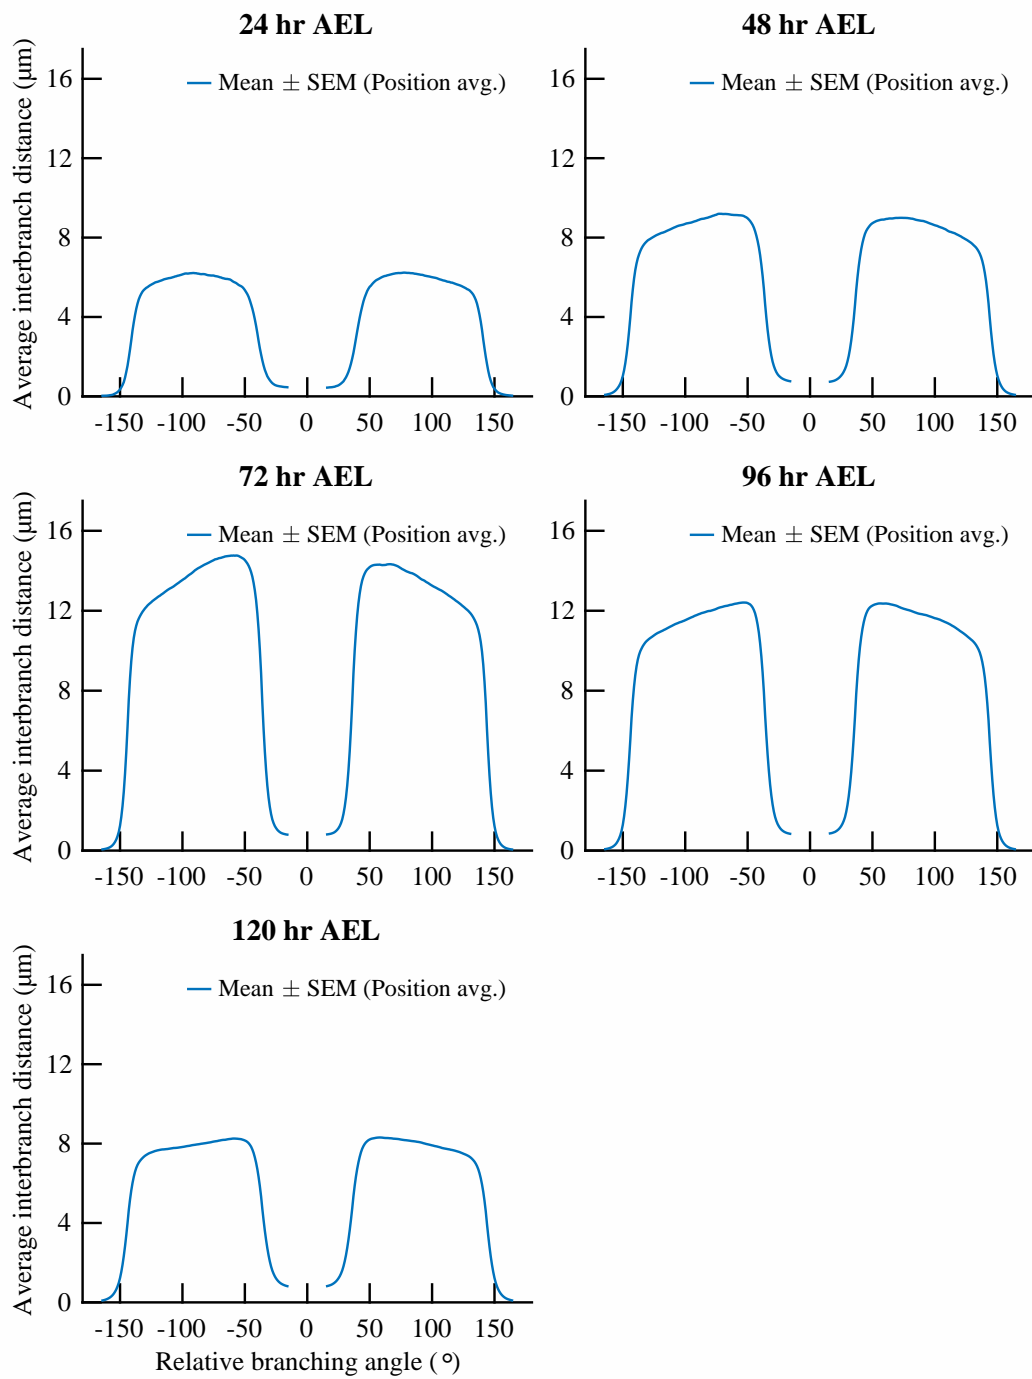 24 hr AEL
Average interbranch distance (μm)
16
12
8
4
0
Mean ± SEM (Position avg.)
-150 -100 -50 0 50 100 150
48 hr AEL
16
12
8
4
0
Mean ± SEM (Position avg.)
-150 -100 -50 0 50 100 150
72 hr AEL
Average interbranch distance (μm)
16
12
8
4
0
Mean ± SEM (Position avg.)
-150 -100 -50 0 50 100 150
96 hr AEL
16
12
8
4
0
Mean ± SEM (Position avg.)
-150 -100 -50 0 50 100 150
120 hr AEL
Average interbranch distance (μm)
16
12
8
4
0
Mean ± SEM (Position avg.)
-150 -100 -50 0 50 100 150
Relative branching angle (°)